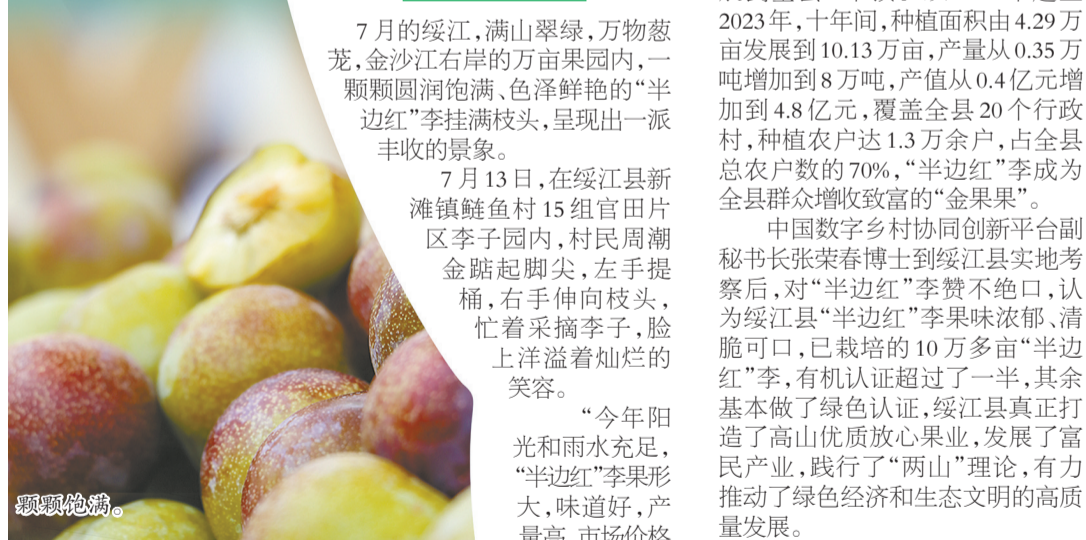 7月的绥江，满山翠绿，万物葱
茏，金沙江右岸的万亩果园内，一
颗颗圆润饱满、色泽鲜艳的“半
边红”李挂满枝头，呈现出一派
丰收的景象。
7月13日，在绥江县新
滩镇鲢鱼村15组官田片
区李子园内，村民周潮
金踮起脚尖，左手提
桶，右手伸向枝头，
忙着采摘李子，脸
上洋溢着灿烂的
笑容。
“今年阳
光和雨水充足，
“半边红”李果形
大，味道好，产
量高，市场价格
颗颗饱满。
2023年，十年间，种植面积由4.29万
亩发展到10.13万亩，产量从0.35万
吨增加到8万吨，产值从0.4亿元增
加到4.8亿元，覆盖全县20个行政
村，种植农户达1.3万余户，占全县
总农户数的70%，“半边红”李成为
全县群众增收致富的“金果果”。
中国数字乡村协同创新平台副
秘书长张荣春博士到绥江县实地考
察后，对“半边红”李赞不绝口，认
为绥江县“半边红”李果味浓郁、清
脆可口，已栽培的10万多亩“半边
红”李，有机认证超过了一半，其余
基本做了绿色认证，绥江县真正打
造了高山优质放心果业，发展了富
民产业，践行了“两山”理论，有力
推动了绿色经济和生态文明的高质
量发展。